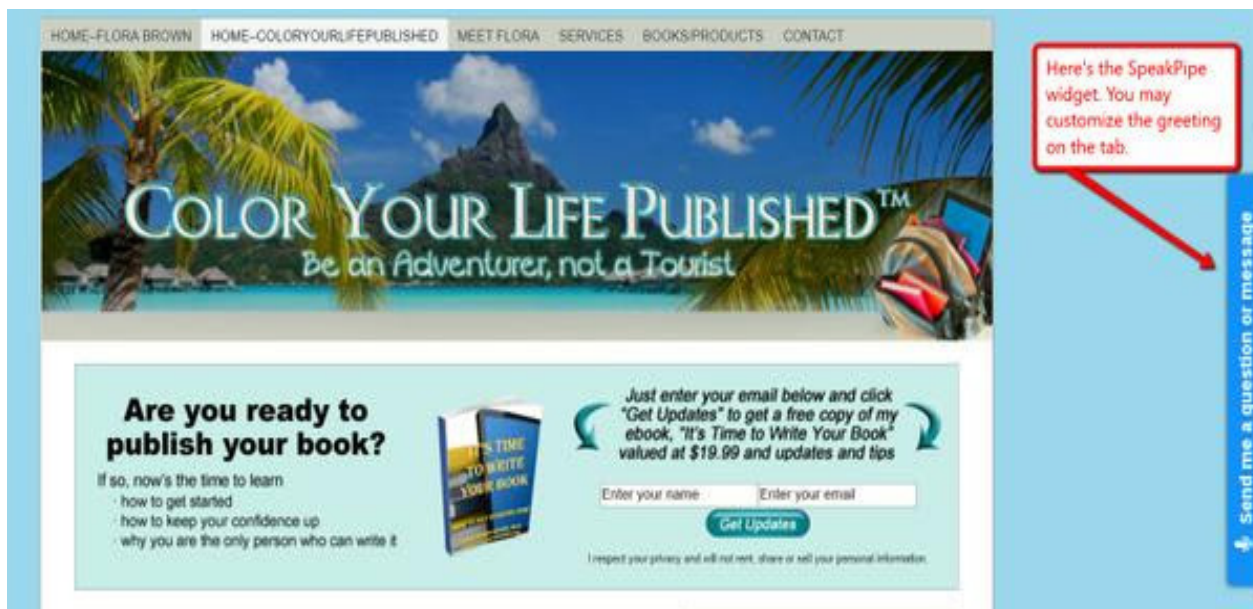 HOME–FLORA BROWN HOME–COLORYOURLIFEPUBLISHED MEET FLORA SERVICES BOOKS/PRODUCTS CONTACT
Here's the SpeakPipe
widget. You may
customize the greeting
on the tab.
COLOR YOUR LIFE PUBLISHED™
Be an Adventurer, not a Tourist
Send me a question or message
Are you ready to
publish your book?
If so, now's the time to learn
· how to get started
· how to keep your confidence up
· why you are the only person who can write it
IT'S TIME
TO WRITE
YOUR BOOK
Just enter your email below and click
"Get Updates" to get a free copy of my
ebook, "It's Time to Write Your Book"
valued at $19.99 and updates and tips
Enter your name Enter your email
Get Updates
I respect your privacy and will not rent, share or sell your personal information.